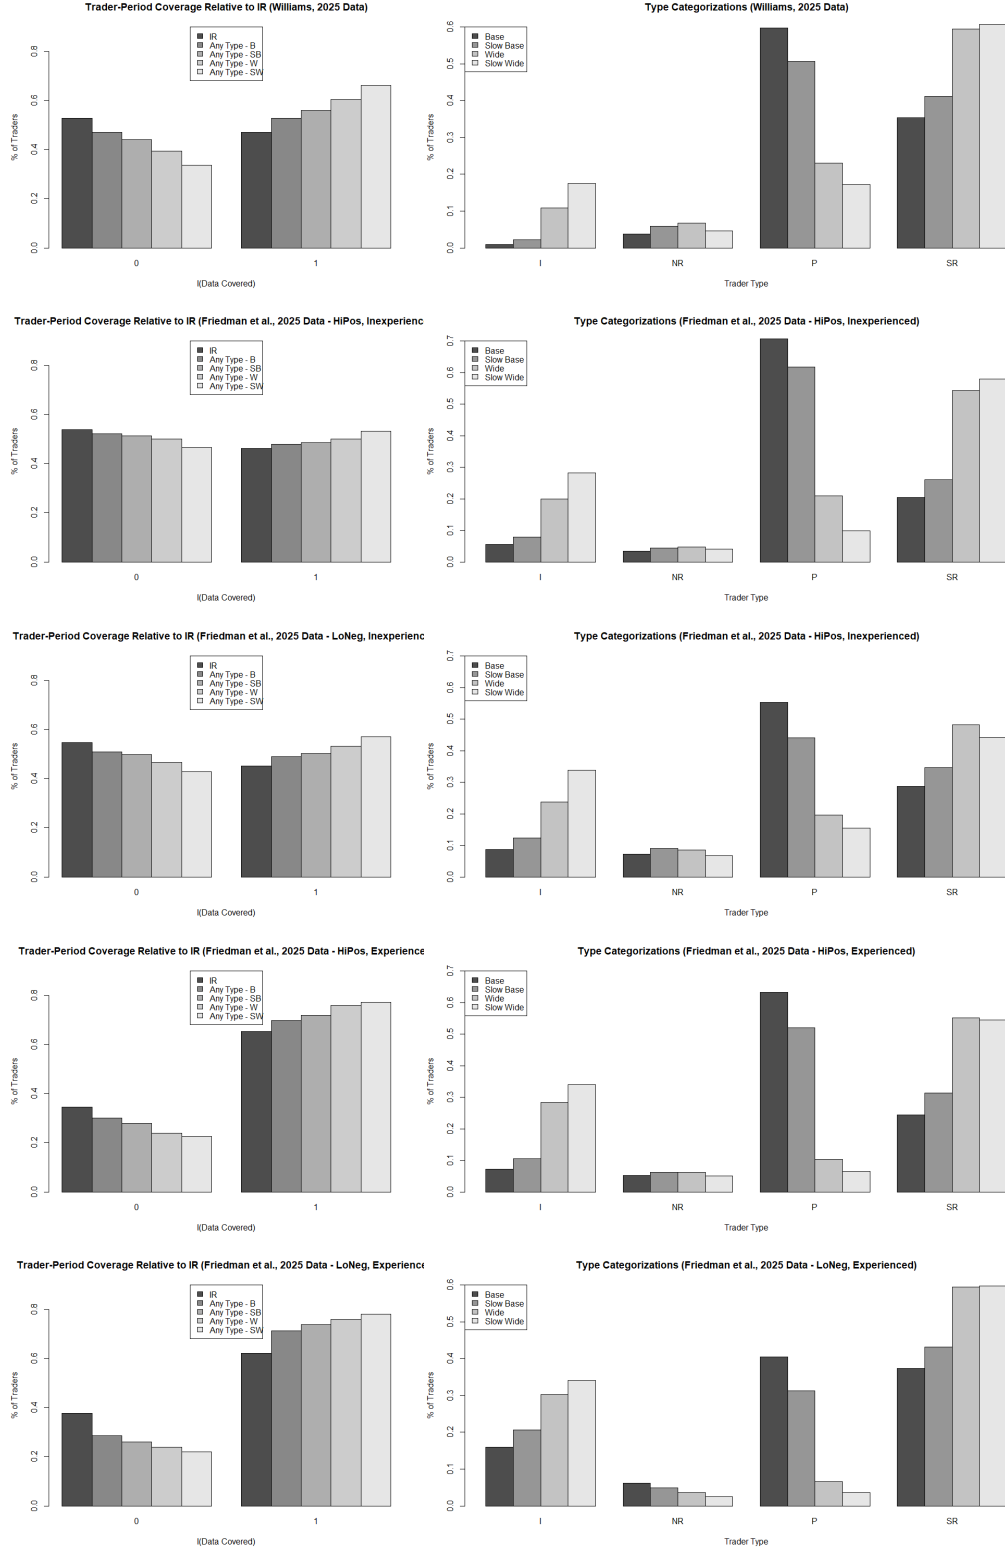 Trader-Period Coverage Relative to IR (Williams, 2025 Data)
IR
Any Type - B
Any Type - SB
Any Type - W
Any Type - SW
% of Traders
0.0
0.2
0.4
0.6
0.8
0
1
I(Data Covered)
Type Categorizations (Williams, 2025 Data)
Base
Slow Base
Wide
Slow Wide
% of Traders
0.0
0.1
0.2
0.3
0.4
0.5
0.6
I
NR
P
SR
Trader Type
Trader-Period Coverage Relative to IR (Friedman et al., 2025 Data - HiPos, Inexperienc
IR
Any Type - B
Any Type - SB
Any Type - W
Any Type - SW
% of Traders
0.0
0.2
0.4
0.6
0.8
0
1
I(Data Covered)
Type Categorizations (Friedman et al., 2025 Data - HiPos, Inexperienced)
Base
Slow Base
Wide
Slow Wide
% of Traders
0.0
0.1
0.2
0.3
0.4
0.5
0.6
0.7
I
NR
P
SR
Trader Type
Trader-Period Coverage Relative to IR (Friedman et al., 2025 Data - LoNeg, Inexperienc
IR
Any Type - B
Any Type - SB
Any Type - W
Any Type - SW
% of Traders
0.0
0.2
0.4
0.6
0.8
0
1
I(Data Covered)
Type Categorizations (Friedman et al., 2025 Data - HiPos, Inexperienced)
Base
Slow Base
Wide
Slow Wide
% of Traders
0.0
0.1
0.2
0.3
0.4
0.5
0.6
0.7
I
NR
P
SR
Trader Type
Trader-Period Coverage Relative to IR (Friedman et al., 2025 Data - HiPos, Experience
IR
Any Type - B
Any Type - SB
Any Type - W
Any Type - SW
% of Traders
0.0
0.2
0.4
0.6
0.8
0
1
I(Data Covered)
Type Categorizations (Friedman et al., 2025 Data - HiPos, Experienced)
Base
Slow Base
Wide
Slow Wide
% of Traders
0.0
0.1
0.2
0.3
0.4
0.5
0.6
0.7
I
NR
P
SR
Trader Type
Trader-Period Coverage Relative to IR (Friedman et al., 2025 Data - LoNeg, Experience
IR
Any Type - B
Any Type - SB
Any Type - W
Any Type - SW
% of Traders
0.0
0.2
0.4
0.6
0.8
0
1
I(Data Covered)
Type Categorizations (Friedman et al., 2025 Data - LoNeg, Experienced)
Base
Slow Base
Wide
Slow Wide
% of Traders
0.0
0.1
0.2
0.3
0.4
0.5
0.6
I
NR
P
SR
Trader Type